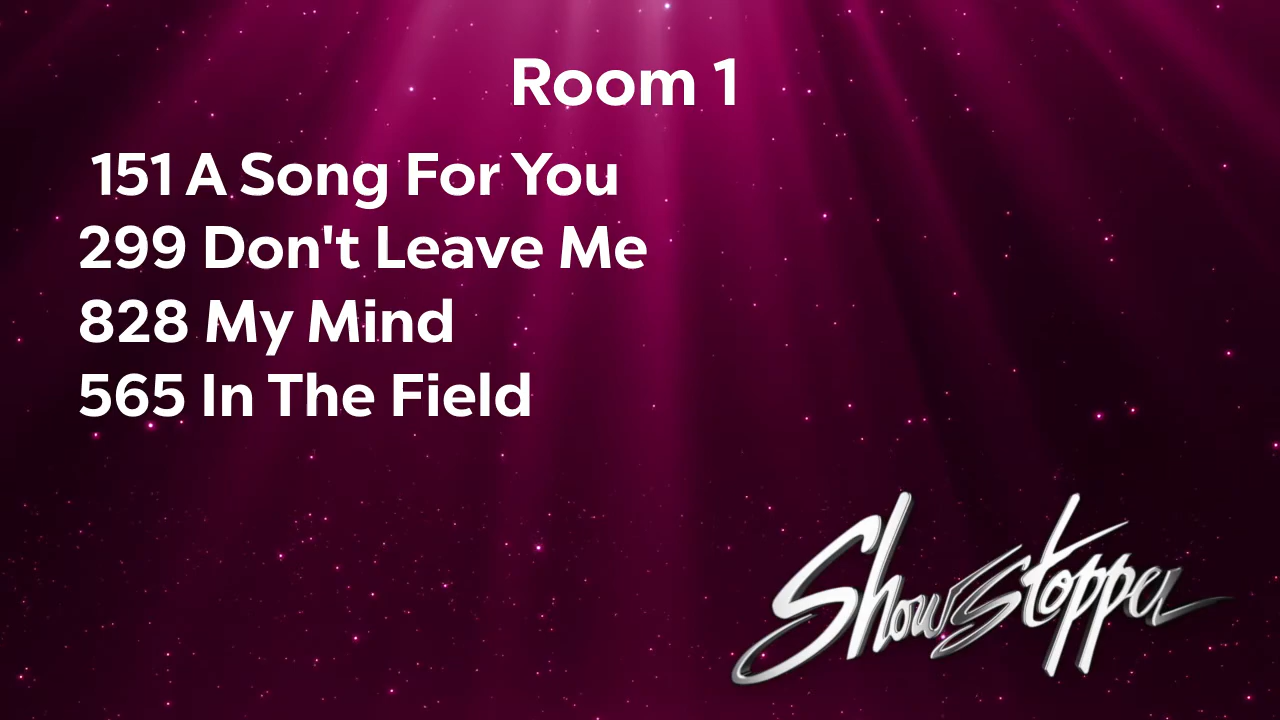 Room 1
151 A Song For You
299 Don't Leave Me
828 My Mind
565 In The Field
Showstopper